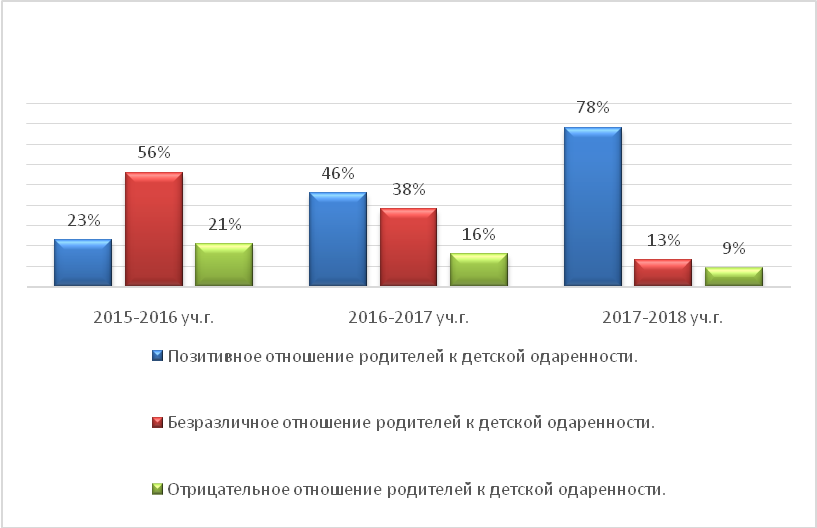 78%
56%
46%
38%
23%
21%
16%
13%
9%
2015-2016 уч.г.
2016-2017 уч.г.
2017-2018 уч.г.
Позитивное отношение родителей к детской одаренности.
Безразличное отношение родителей к детской одаренности.
Отрицательное отношение родителей к детской одаренности.